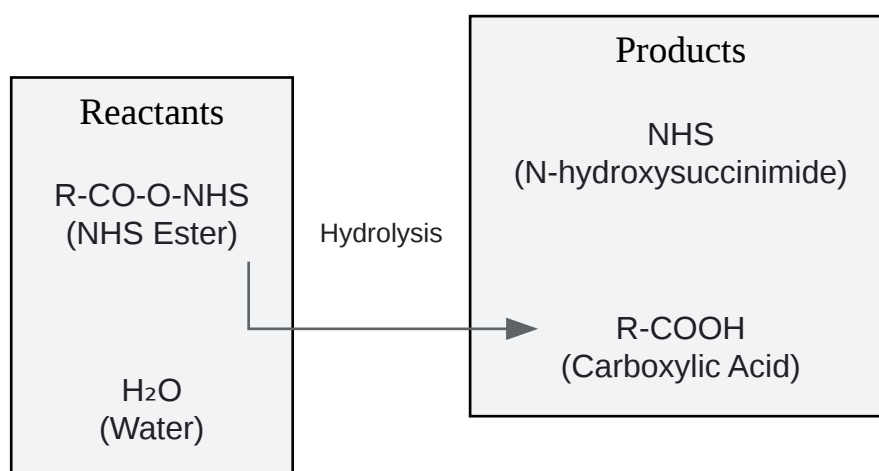 Reactants
R-CO-O-NHS
(NHS Ester)
H₂O
(Water)
Hydrolysis
Products
NHS
(N-hydroxysuccinimide)
R-COOH
(Carboxylic Acid)